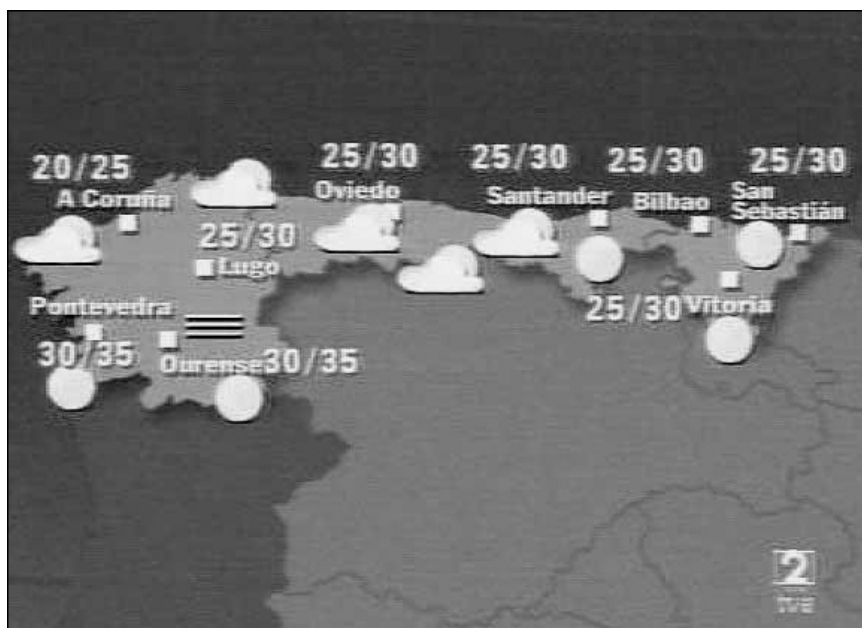 20/25
A Coruña
25/30
Oviedo
25/30
Santander
25/30
Bilbao
25/30
San
Sebastián
25/30
Lugo
Pontevedra
30/35
Ourense 30/35
25/30
Vitoria
2
tve